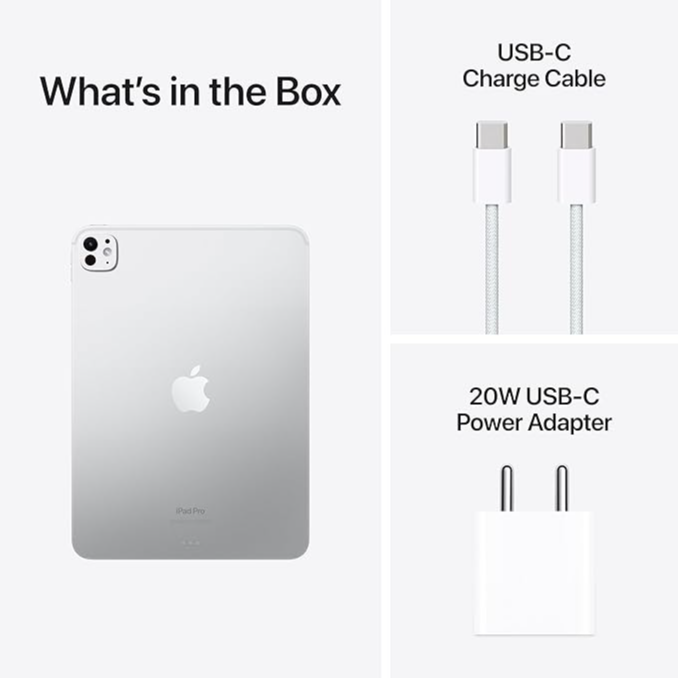 What's in the Box
iPad Pro
USB-C
Charge Cable
20W USB-C
Power Adapter